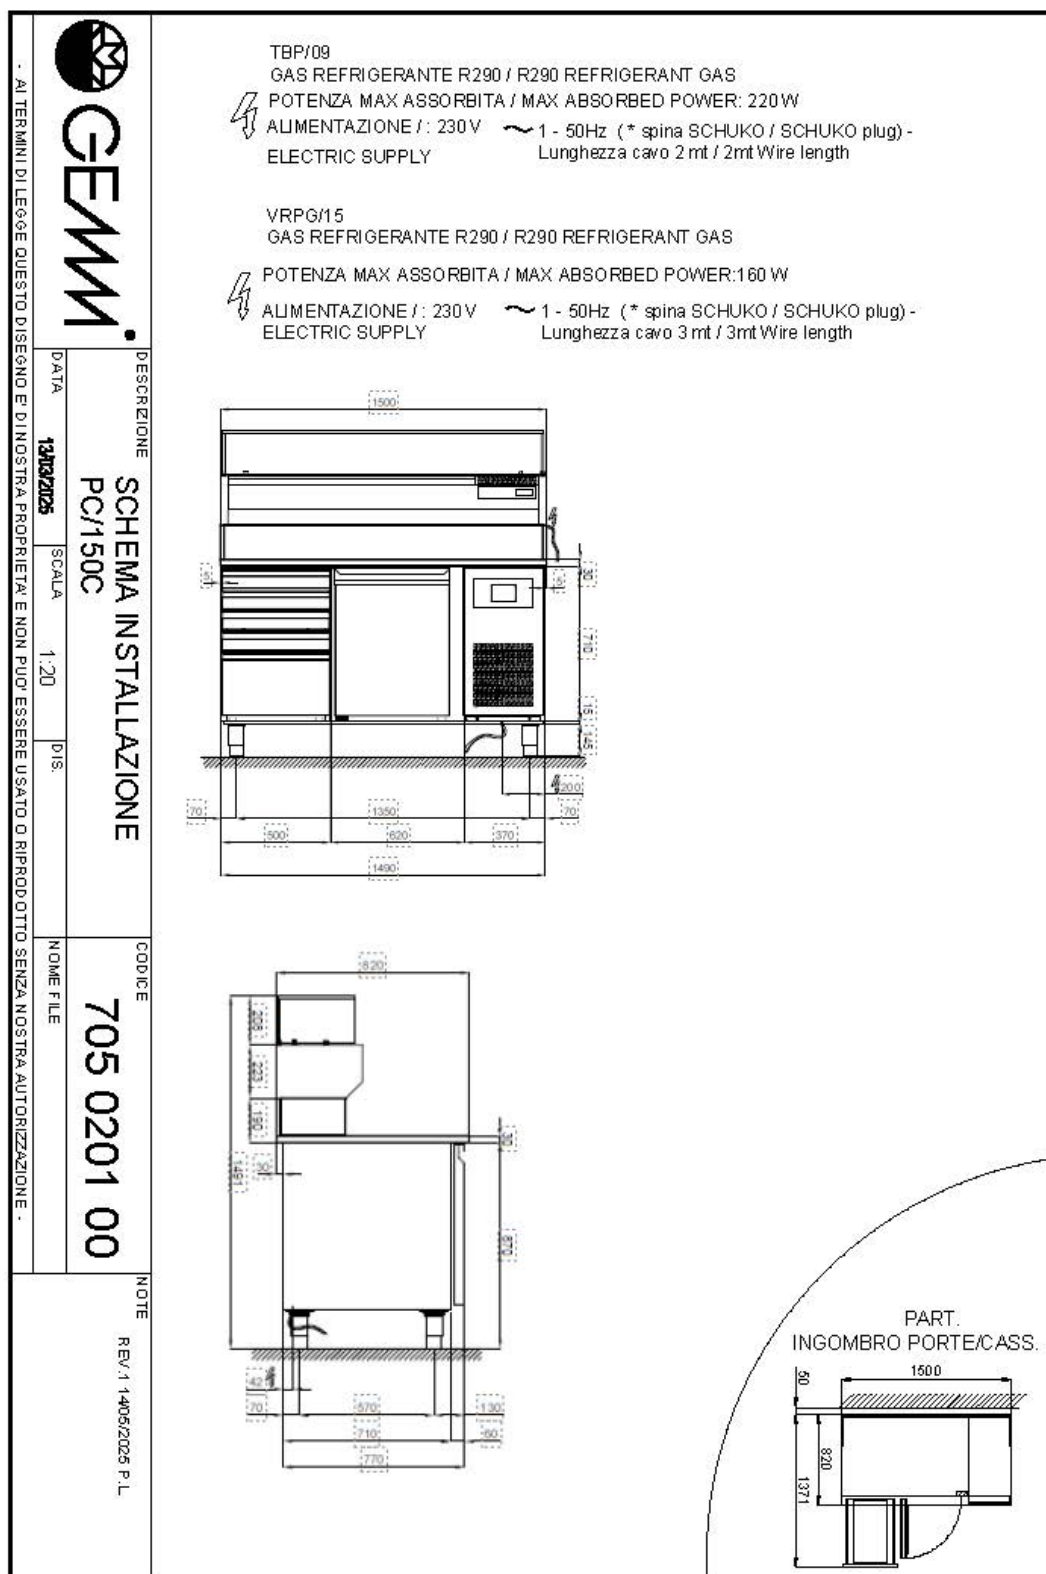 TBP/09
GAS REFRIGERANTE R290 / R290 REFRIGERANT GAS
POTENZA MAX ASSORBITA / MAX ABSORBED POWER: 220 W
ALIMENTAZIONE / : 230 V 1 - 50Hz (* spina SCHUKO / SCHUKO plug) -
ELECTRIC SUPPLY Lunghezza cavo 2 mt / 2mt Wire length
VRPG/15
GAS REFRIGERANTE R290 / R290 REFRIGERANT GAS
POTENZA MAX ASSORBITA / MAX ABSORBED POWER:160 W
ALIMENTAZIONE / : 230 V 1 - 50Hz (* spina SCHUKO / SCHUKO plug) -
ELECTRIC SUPPLY Lunghezza cavo 3 mt / 3mt Wire length
1500
30
710
15
145
200
70 1350 70
500 620 370
1490
820
208
223
190
1491
30
30
870
42
70 570 130
710 60
770
PART.
INGOMBRO PORTE/CASS.
1500
50
820
1371
GEMM
DESCRIZIONE
SCHEMA INSTALLAZIONE
PC/150C
DATA 13/03/2025
SCALA 1:20
DIS.
CODICE
705 0201 00
NOME FILE
NOTE
REV.1 14/05/2025 P.L
- AI TERMINI DI LEGGE QUESTO DISEGNO E' DI NOSTRA PROPRIETA' E NON PUO' ESSERE USATO O RIPRODOTTO SENZA NOSTRA AUTORIZZAZIONE -